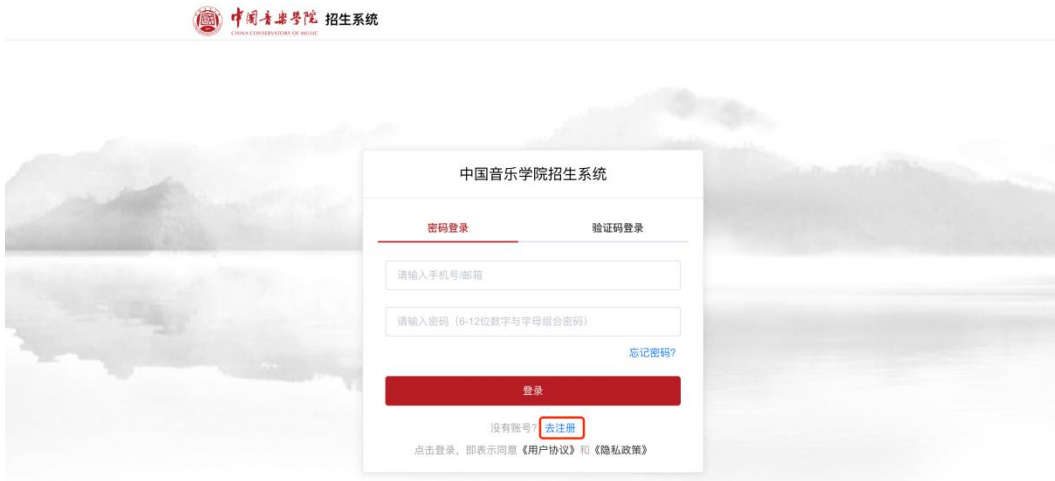 中国音乐学院 招生系统
CHINA CONSERVATORY OF MUSIC
中国音乐学院招生系统
密码登录 验证码登录
请输入手机号/邮箱
请输入密码（6-12位数字与字母组合密码）
忘记密码?
登录
没有账号? 去注册
点击登录，即表示同意《用户协议》和《隐私政策》